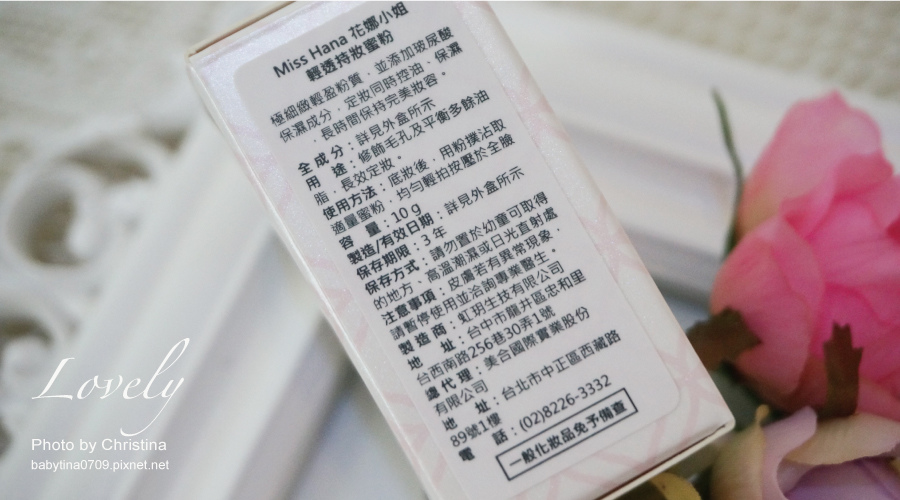 Miss Hana 花娜小姐
輕透持妝蜜粉
極細緻輕盈粉質，並添加玻尿酸
保濕成分，定妝同時控油、保濕
，長時間保持完美妝容。
全成分：詳見外盒所示
用　途：修飾毛孔及平衡多餘油
脂，長效定妝。
使用方法：底妝後，用粉撲沾取
適量蜜粉，均勻輕拍按壓於全臉
容　量：10 g
製造/有效日期：詳見外盒所示
保存期限：3 年
保存方式：請勿置於幼童可取得
的地方，高溫潮濕或日光直射處
注意事項：皮膚若有異常現象，
請暫停使用並洽詢專業醫生。
製造商：虹玥生技有限公司
地　址：台中市龍井區忠和里
台西南路256巷30弄1號
總代理：美合國際實業股份
有限公司
地　址：台北市中正區西藏路
89號1樓
電　話：(02)8226-3332
一般化妝品免予備查
Lovely
Photo by Christina
babytina0709.pixnet.net